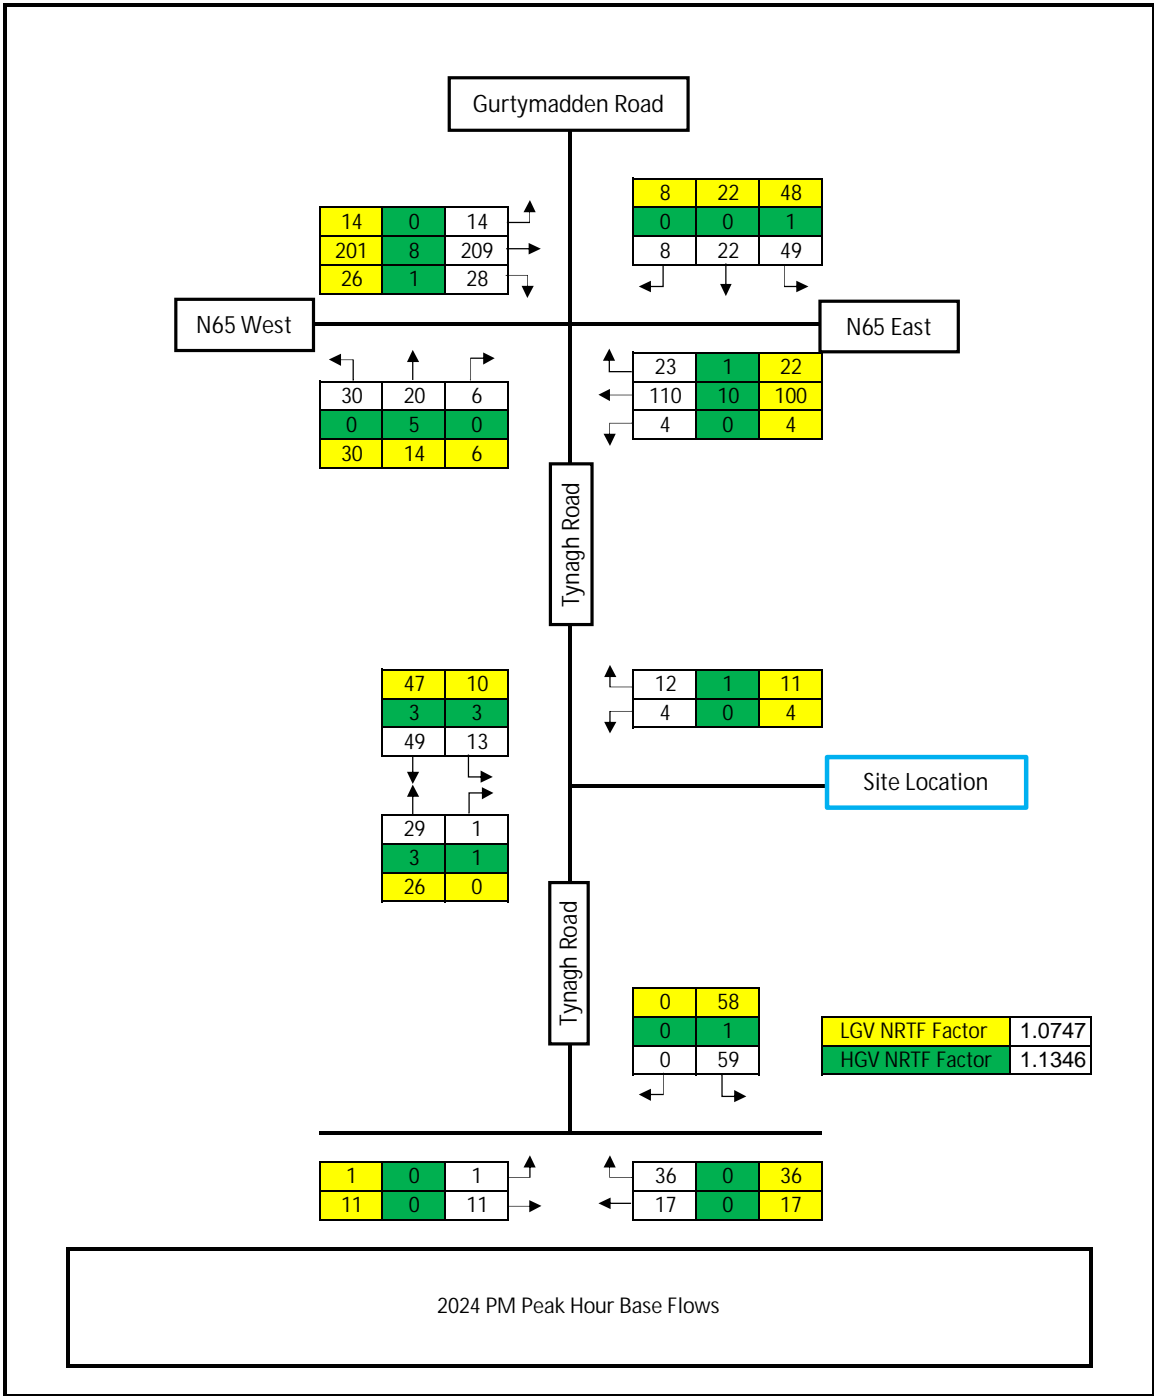 Gurtymadden Road
8 22 48
0 0 1
8 22 49
14 0 14
201 8 209
26 1 28
N65 West
N65 East
30 20 6
0 5 0
30 14 6
23 1 22
110 10 100
4 0 4
Tynagh Road
47 10
3 3
49 13
12 1 11
4 0 4
Site Location
29 1
3 1
26 0
Tynagh Road
0 58
0 1
0 59
LGV NRTF Factor 1.0747
HGV NRTF Factor 1.1346
1 0 1
11 0 11
36 0 36
17 0 17
2024 PM Peak Hour Base Flows